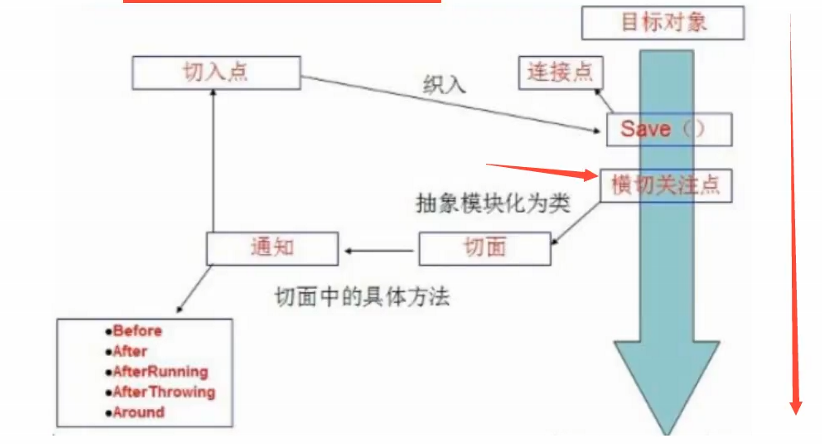 目标对象
切入点
织入
连接点
Save（）
横切关注点
抽象模块化为类
通知
切面
切面中的具体方法
●Before
●After
●AfterRunning
●AfterThrowing
●Around